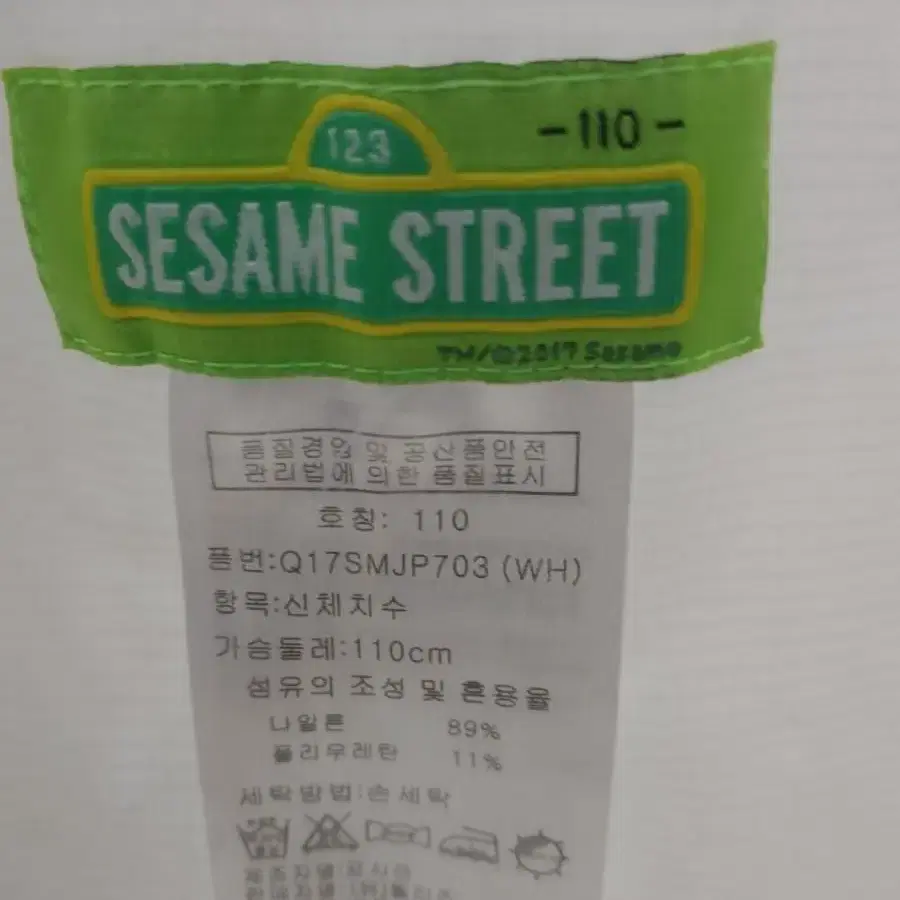 123
-110-
SESAME STREET
TM/©2017 Sesame
품질경영 및 공산품안전
관리법에 의한 품질표시
호칭: 110
품번:Q17SMJP703 (WH)
항목:신체치수
가슴둘레:110cm
섬유의 조성 및 혼용율
나일론 89%
폴리우레탄 11%
세탁방법:손세탁